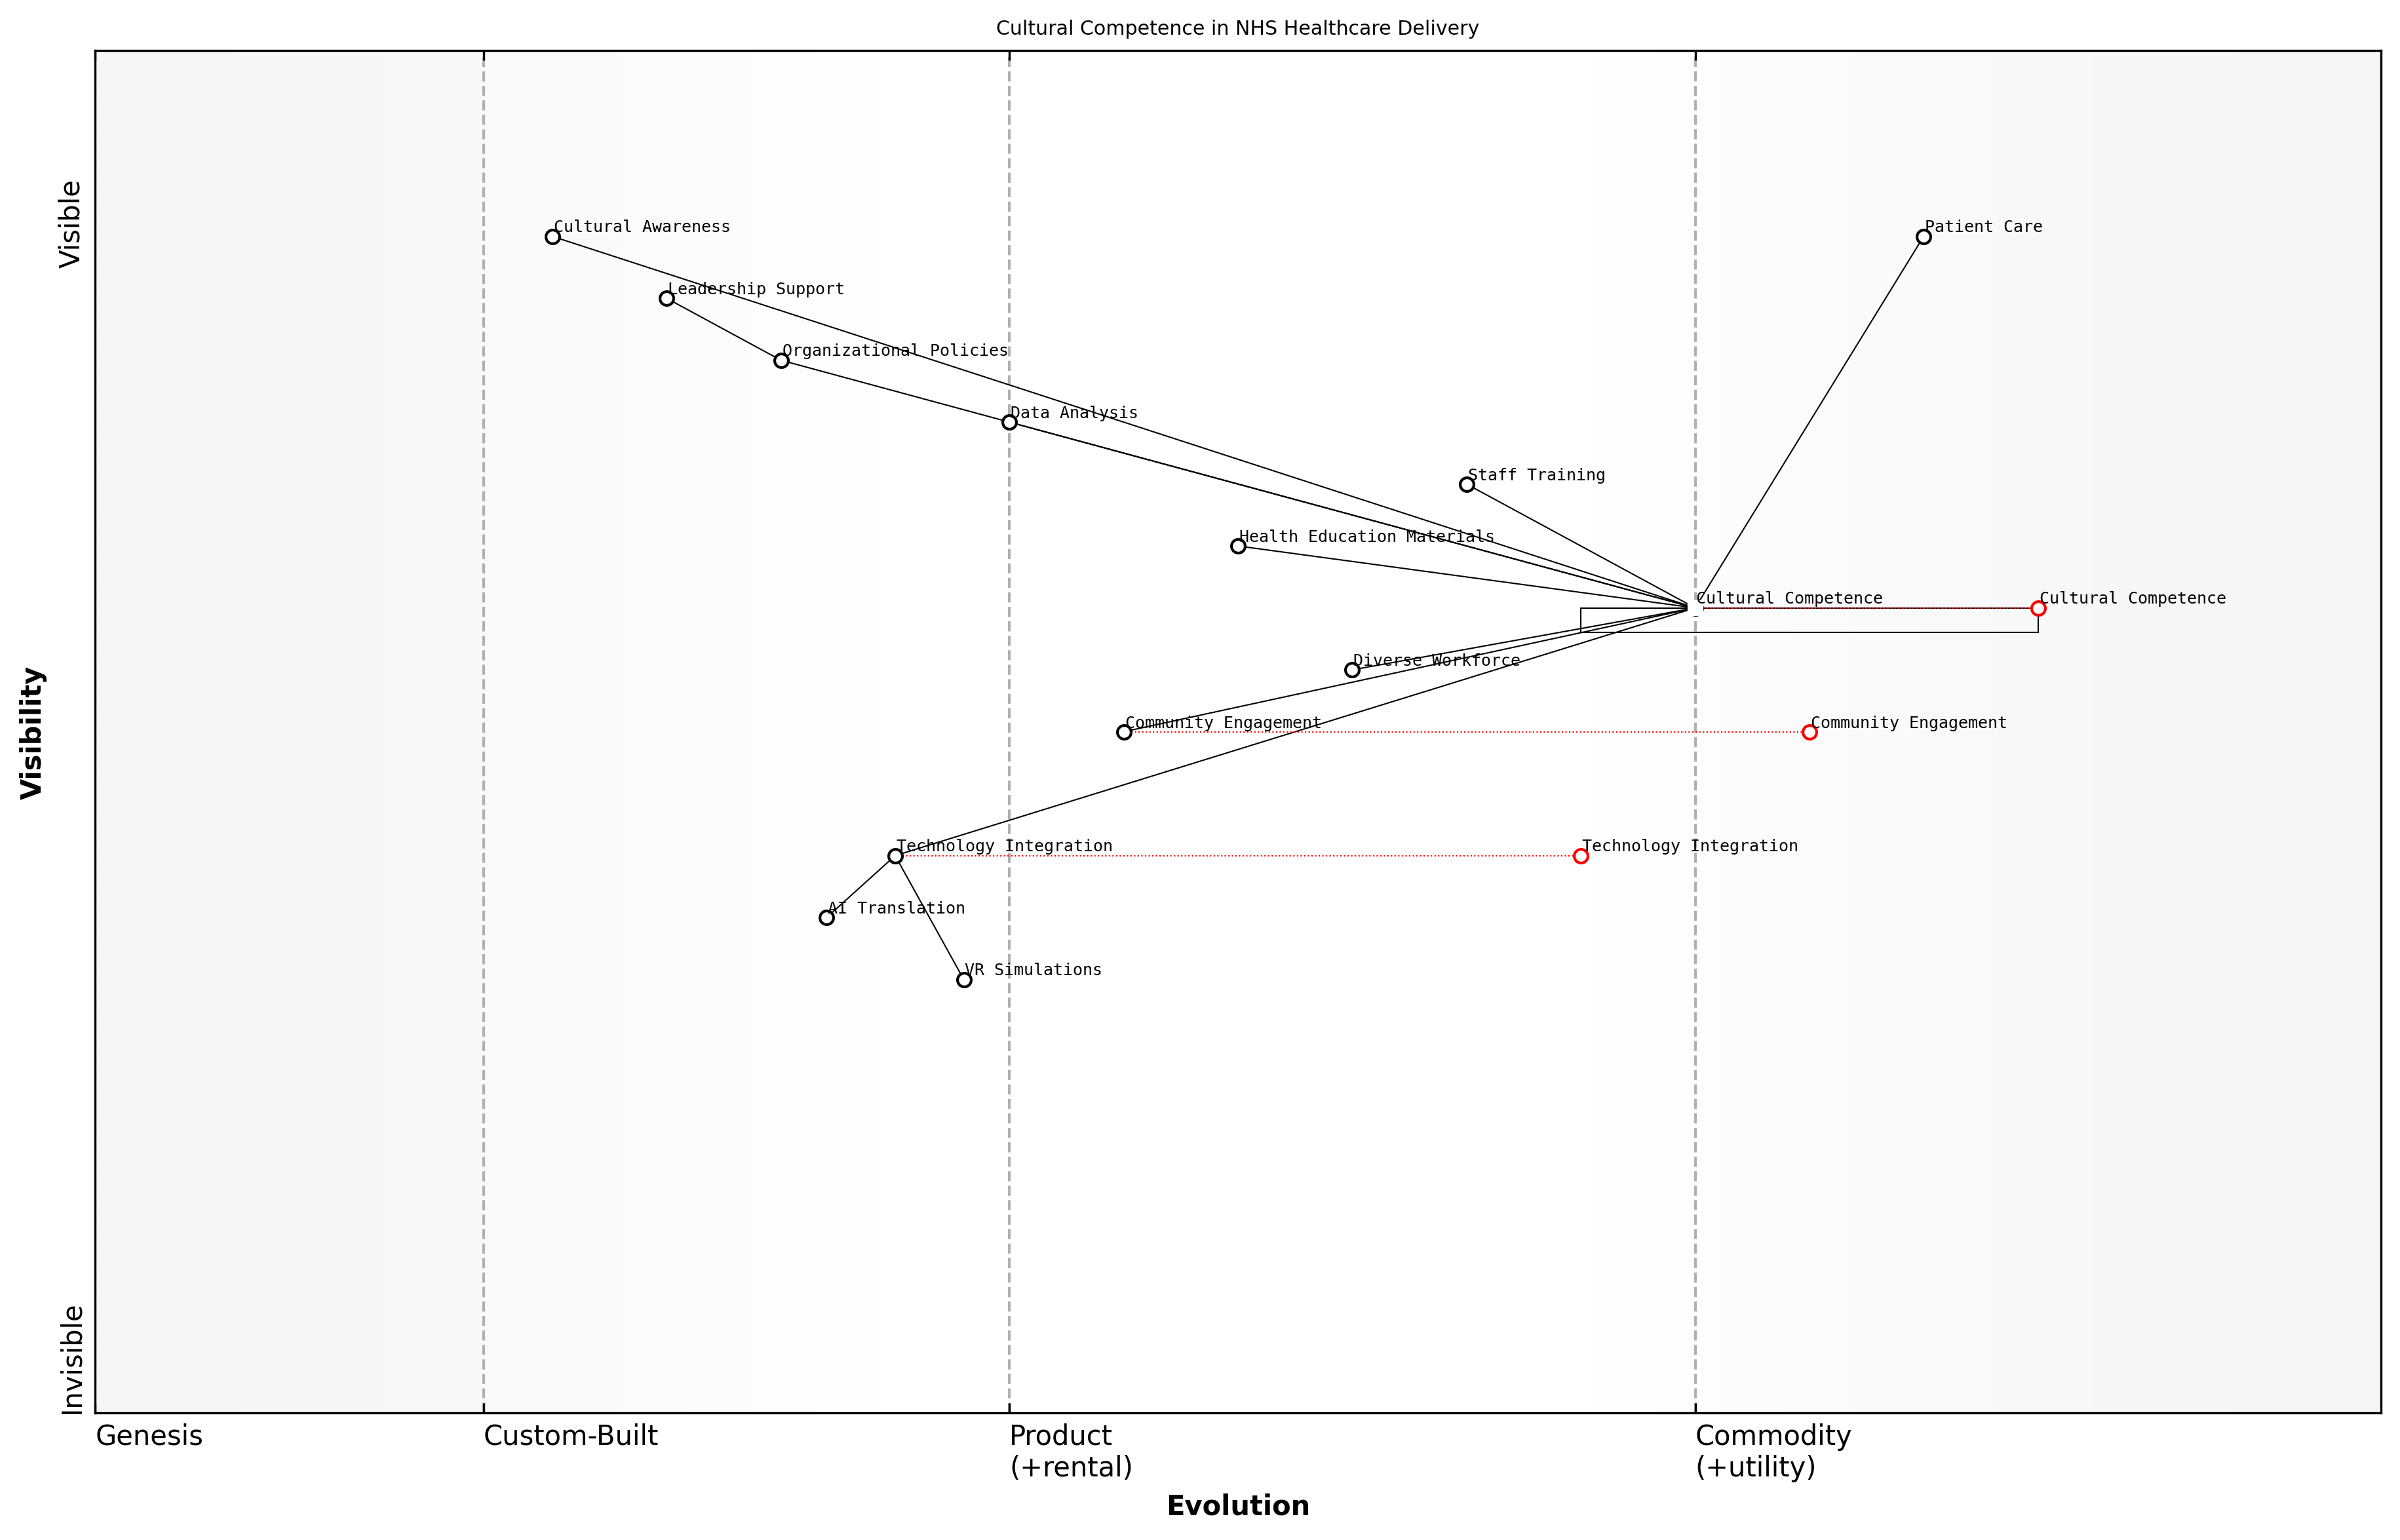 Cultural Competence in NHS Healthcare Delivery
Visible
Cultural Awareness
Patient Care
Leadership Support
Organizational Policies
Data Analysis
Staff Training
Health Education Materials
Cultural Competence
Cultural Competence
Diverse Workforce
Community Engagement
Community Engagement
Visibility
Technology Integration
Technology Integration
AI Translation
VR Simulations
Invisible
Genesis
Custom-Built
Product
(+rental)
Commodity
(+utility)
Evolution